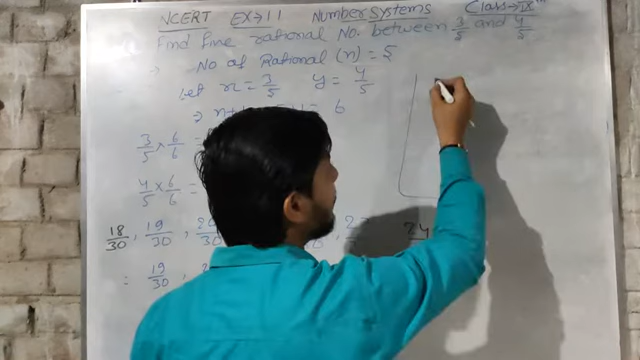 NCERT EX→1.1 Number Systems Class→IX
Find five rational No. between 3/5 and 4/5
No of Rational (n) = 5
Let x = 3/5 y = 4/5
⇒ n+1 = 6
3/5 × 6/6 =
4/5 × 6/6 =
18/30, 19/30, 20/30 24
= 19/30,